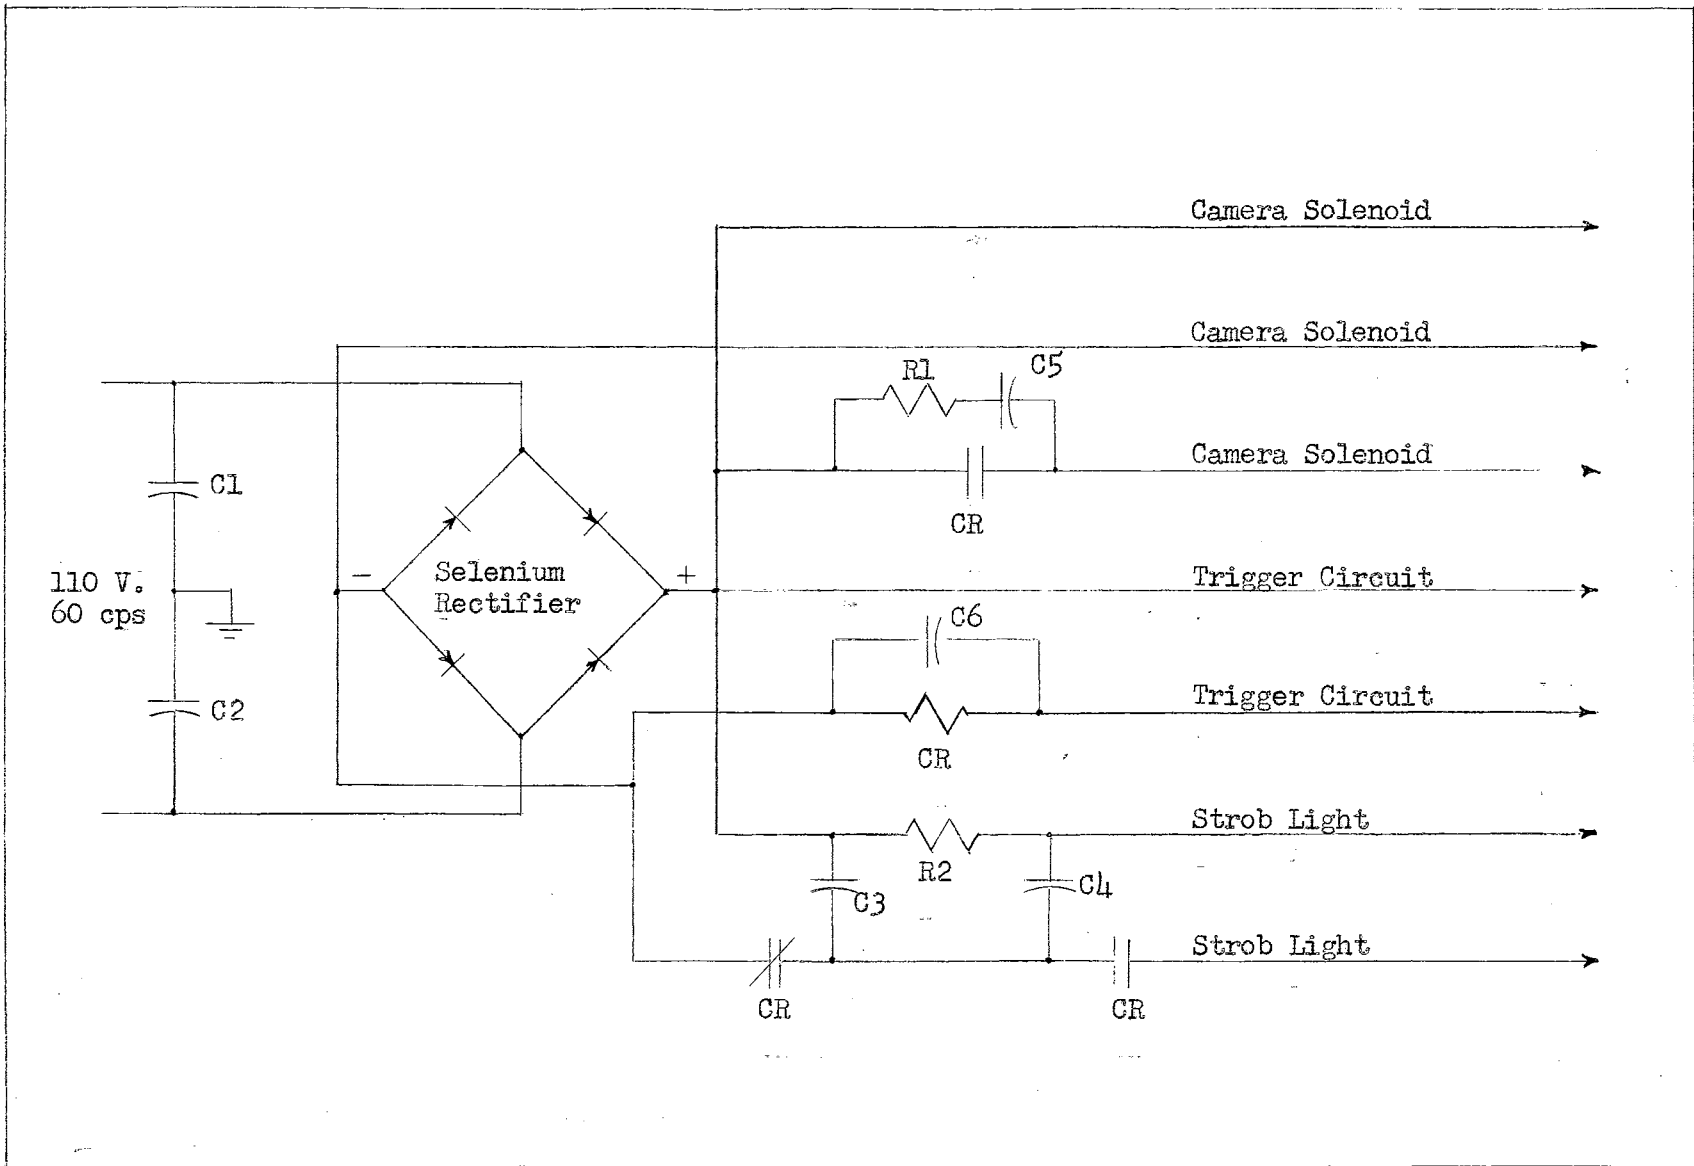 Camera Solenoid
Camera Solenoid
R1
C5
Camera Solenoid
C1
CR
110 V.
60 cps
-
Selenium
Rectifier
+
Trigger Circuit
C6
C2
Trigger Circuit
CR
Strob Light
R2
C3
C4
Strob Light
CR
CR